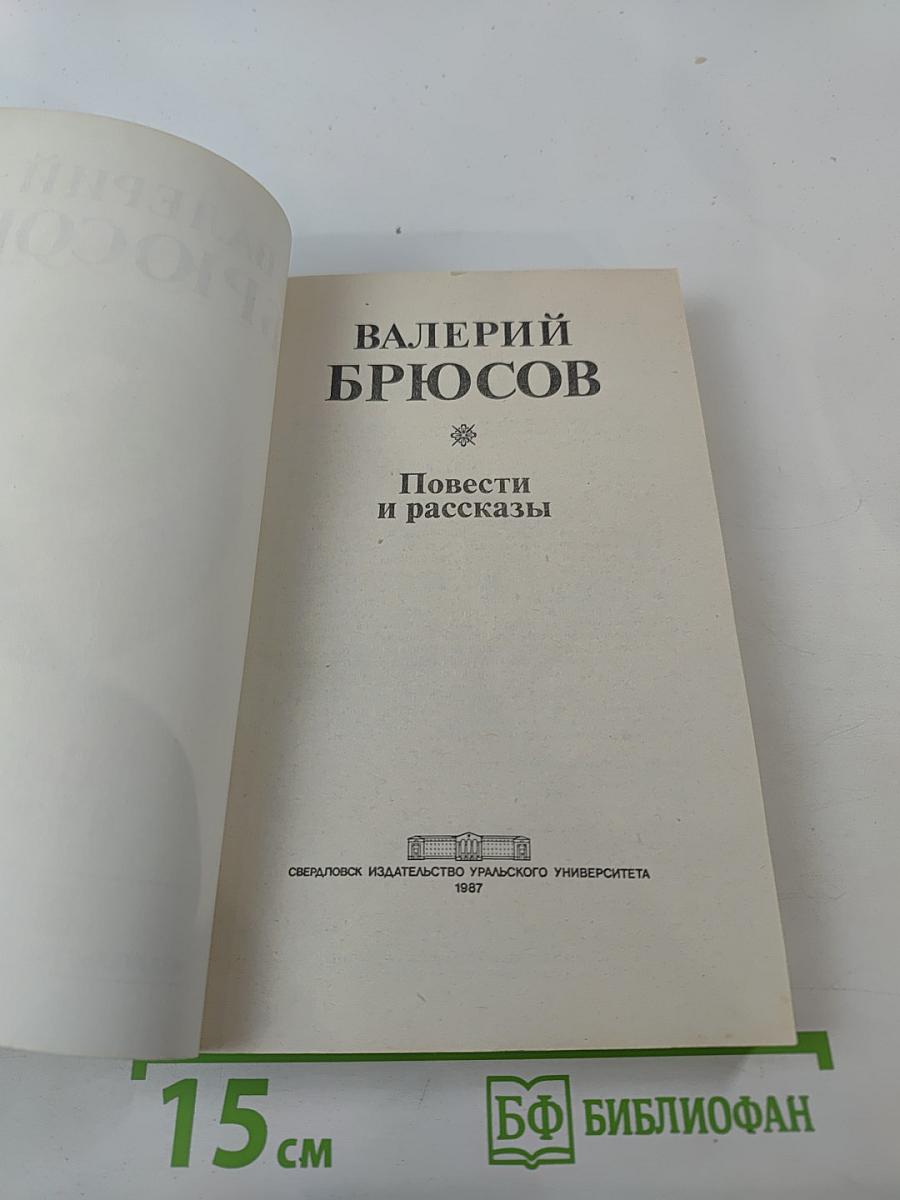 ВАЛЕРИЙ
БРЮСОВ
Повести
и рассказы
СВЕРДЛОВСК ИЗДАТЕЛЬСТВО УРАЛЬСКОГО УНИВЕРСИТЕТА
1987
15 см
БФ БИБЛИОФАН